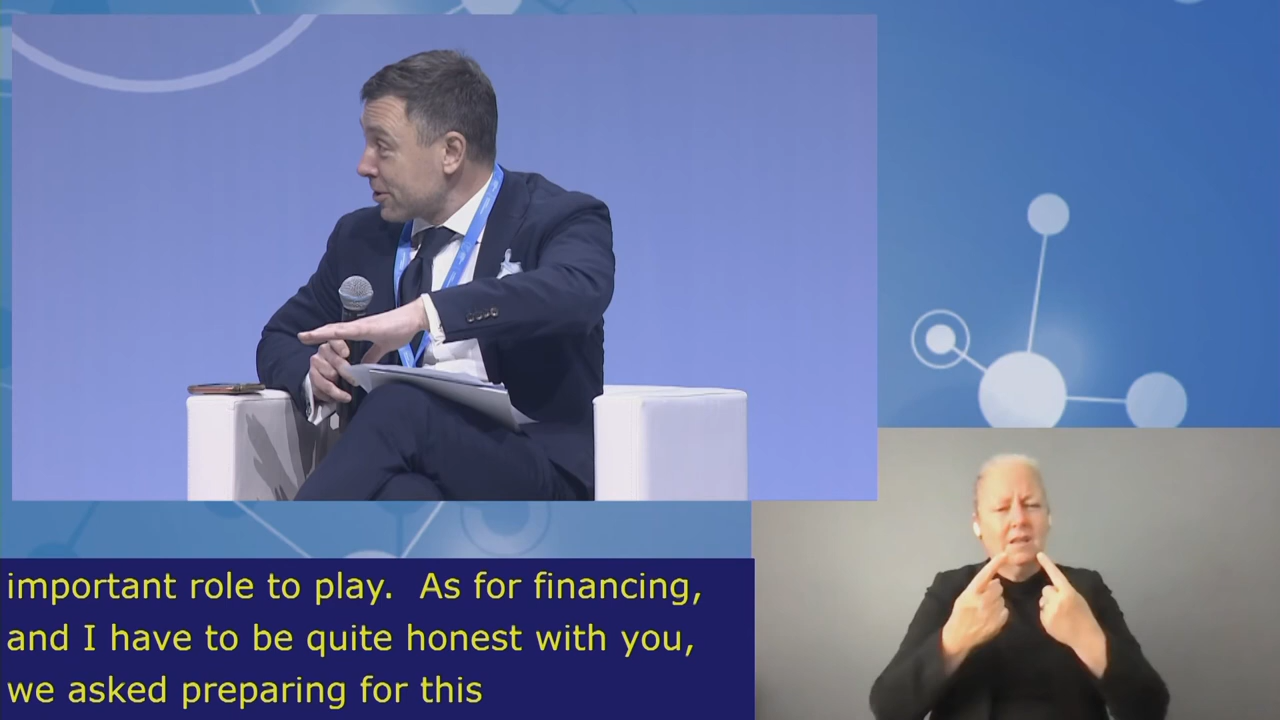 important role to play.  As for financing,
and I have to be quite honest with you,
we asked preparing for this